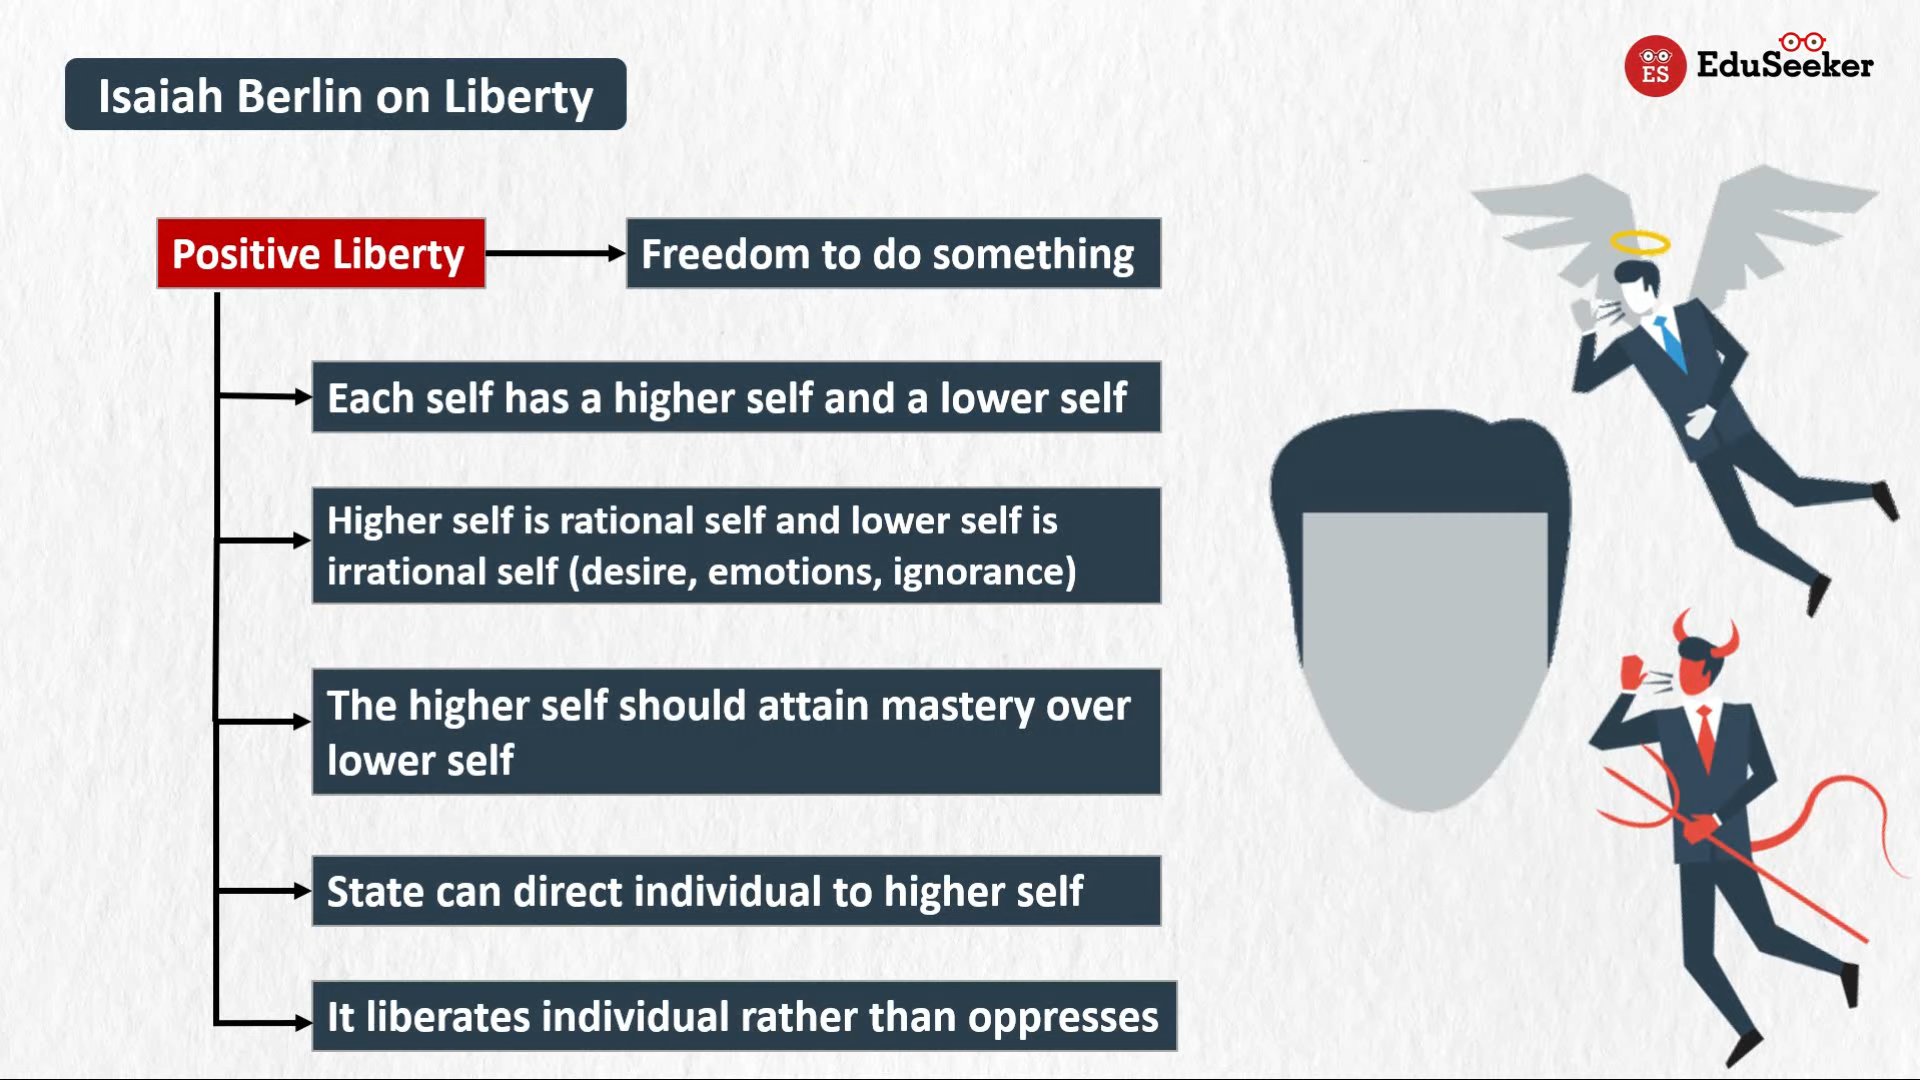 Isaiah Berlin on Liberty
ES EduSeeker
Positive Liberty
Freedom to do something
Each self has a higher self and a lower self
Higher self is rational self and lower self is
irrational self (desire, emotions, ignorance)
The higher self should attain mastery over
lower self
State can direct individual to higher self
It liberates individual rather than oppresses